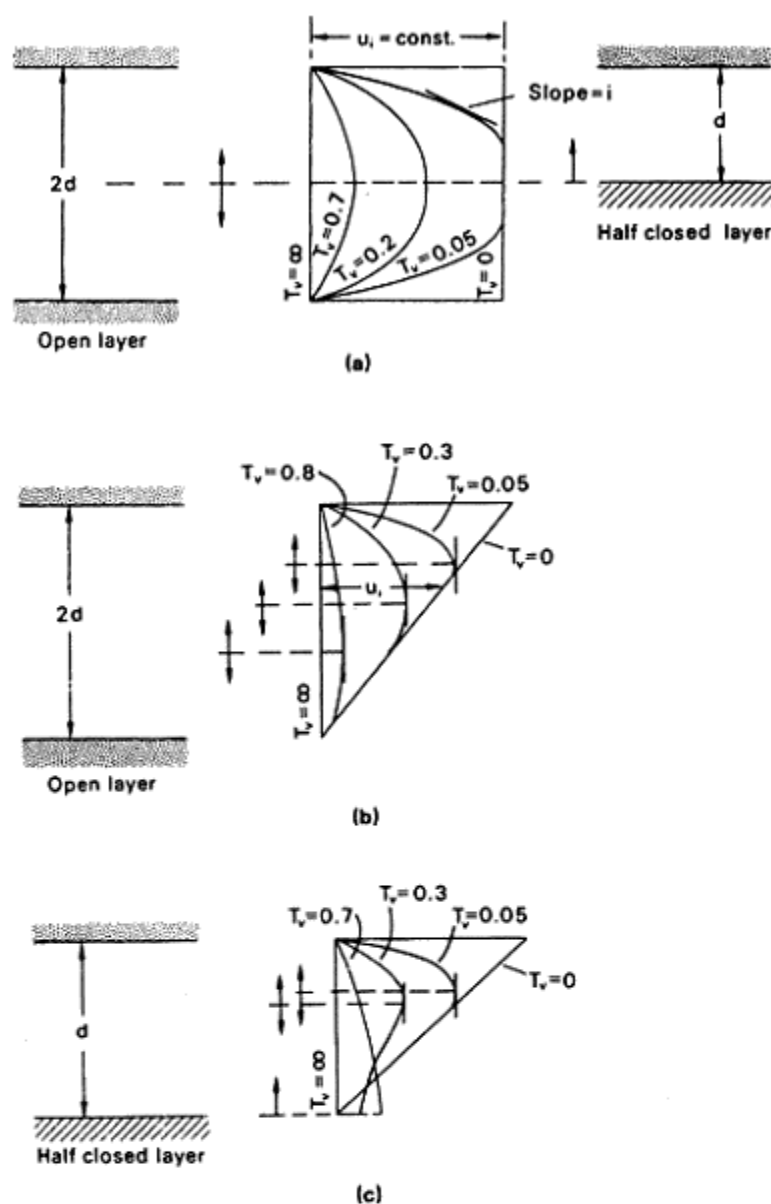 uᵢ = const.
Slope = i
d
2d
Half closed layer
Tᵥ=∞
Tᵥ=0.7
Tᵥ=0.2
Tᵥ=0.05
Tᵥ=0
Open layer
(a)
Tᵥ=0.8
Tᵥ=0.3
Tᵥ=0.05
Tᵥ=0
uᵢ
2d
Tᵥ=∞
Open layer
(b)
Tᵥ=0.7
Tᵥ=0.3
Tᵥ=0.05
Tᵥ=0
d
Tᵥ=∞
Half closed layer
(c)